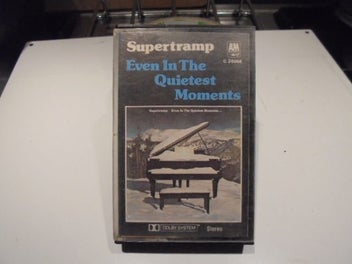 Supertramp
A&M
Even In The
Quietest
Moments
Supertramp Even In The Quietest Moments...
DOLBY SYSTEM
Stereo